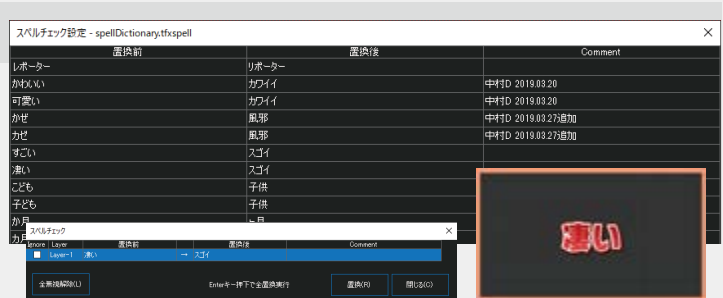 スペルチェック設定 - spellDictionary.tfxspell
置換前 置換後 Comment
レポーター リポーター
かわいい カワイイ 中村D 2019.03.20
可愛い カワイイ 中村D 2019.03.20
かぜ 風邪 中村D 2019.03.27追加
カゼ 風邪 中村D 2019.03.27追加
すごい スゴイ
凄い スゴイ
こども 子供
子ども 子供
か月
スペルチェック
Ignore Layer 置換前 置換後 Comment
Layer-1 凄い → スゴイ
全無視解除(L) Enterキー押下で全置換実行 置換(R) 閉じる(C)
凄い